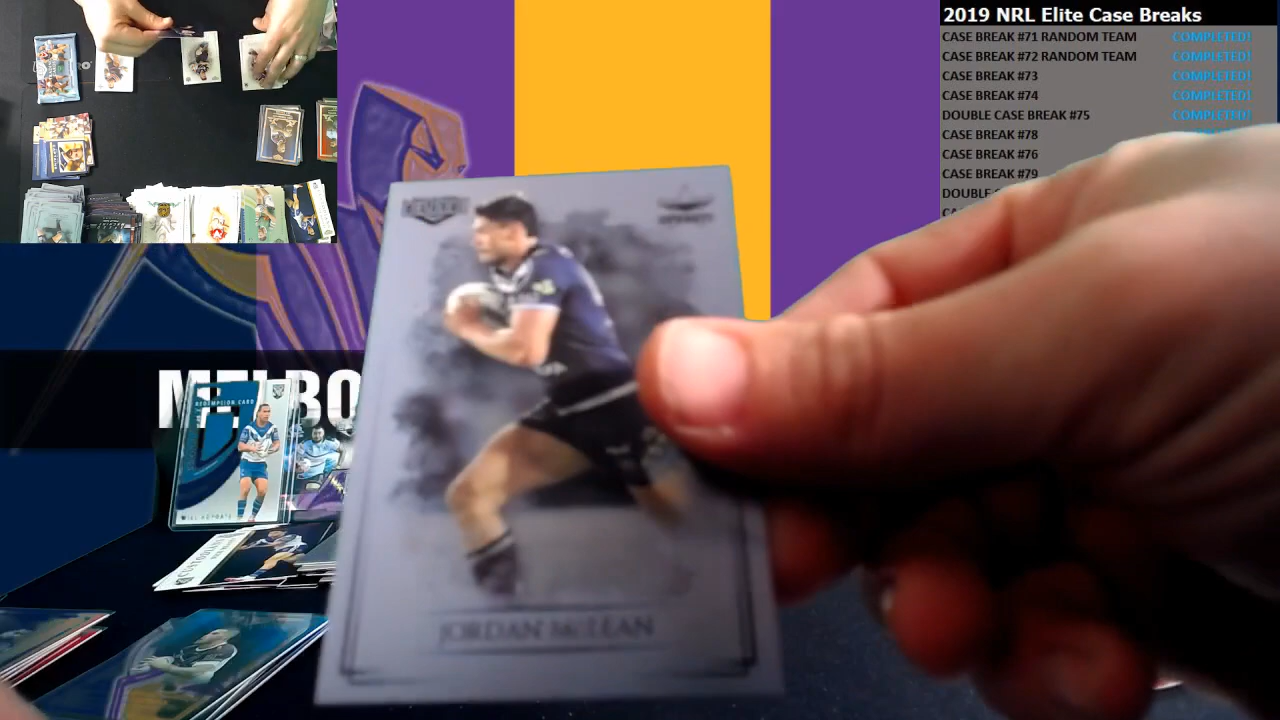 2019 NRL Elite Case Breaks
CASE BREAK #71 RANDOM TEAM COMPLETED!
CASE BREAK #72 RANDOM TEAM COMPLETED!
CASE BREAK #73 COMPLETED!
CASE BREAK #74 COMPLETED!
DOUBLE CASE BREAK #75 COMPLETED!
CASE BREAK #78
CASE BREAK #76
CASE BREAK #79
DOUBLE
MELBO
REDEMPTION CARD
JORDAN McLEAN